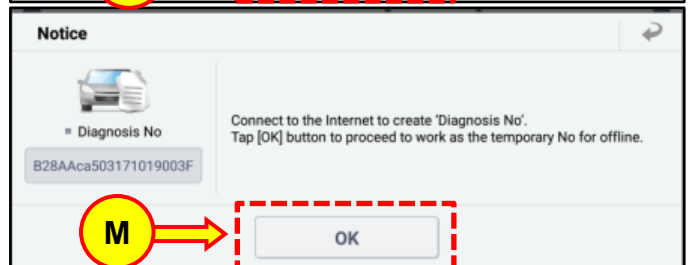 Notice
Connect to the Internet to create 'Diagnosis No'.
Diagnosis No
Tap [OK] button to proceed to work as the temporary No for offline.
B28AAca503171019003F
M
OK